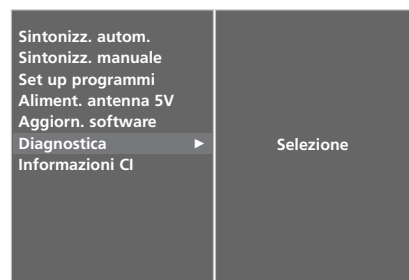 Sintonizz. autom.
Sintonizz. manuale
Set up programmi
Aliment. antenna 5V
Aggiorn. software
Diagnostica
Selezione
Informazioni CI